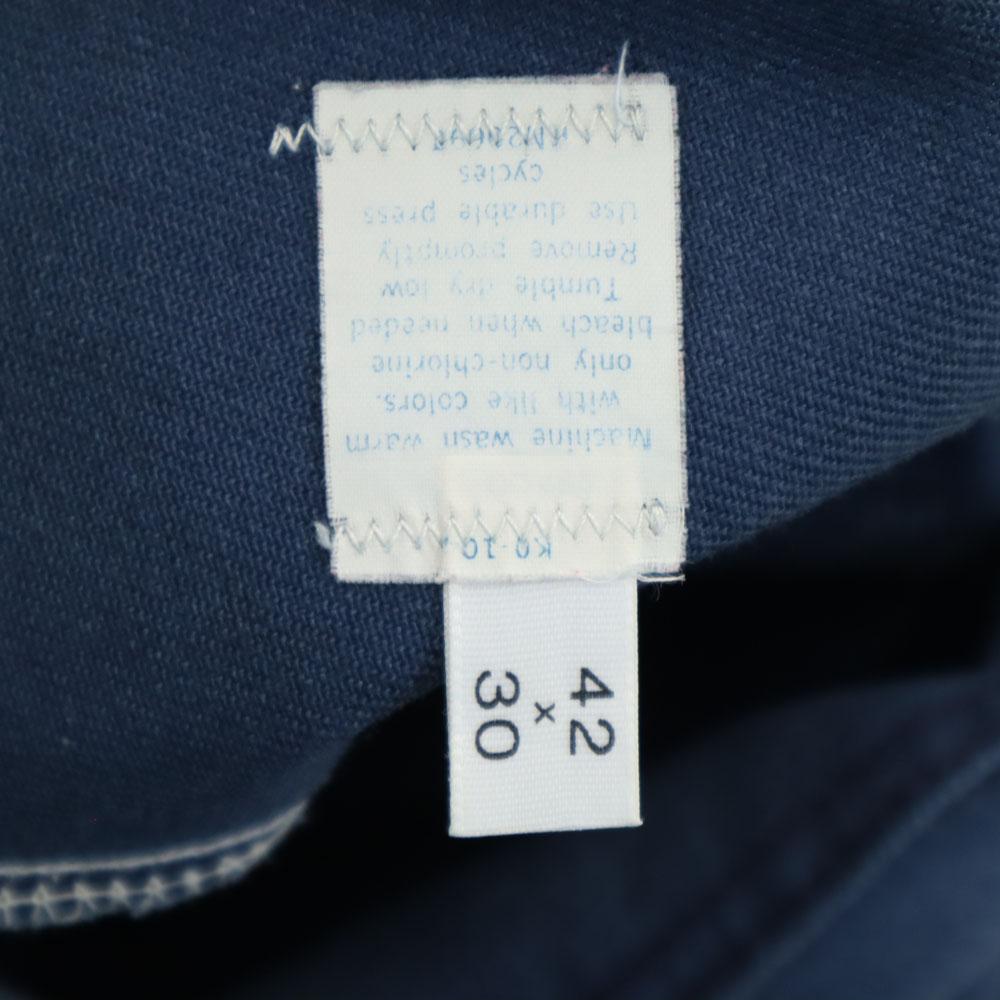 KO-10
Machine wash warm
with like colors.
only non-chlorine
bleach when needed
Tumble dry low
Remove promptly
Use durable press
cycles
42
x
30